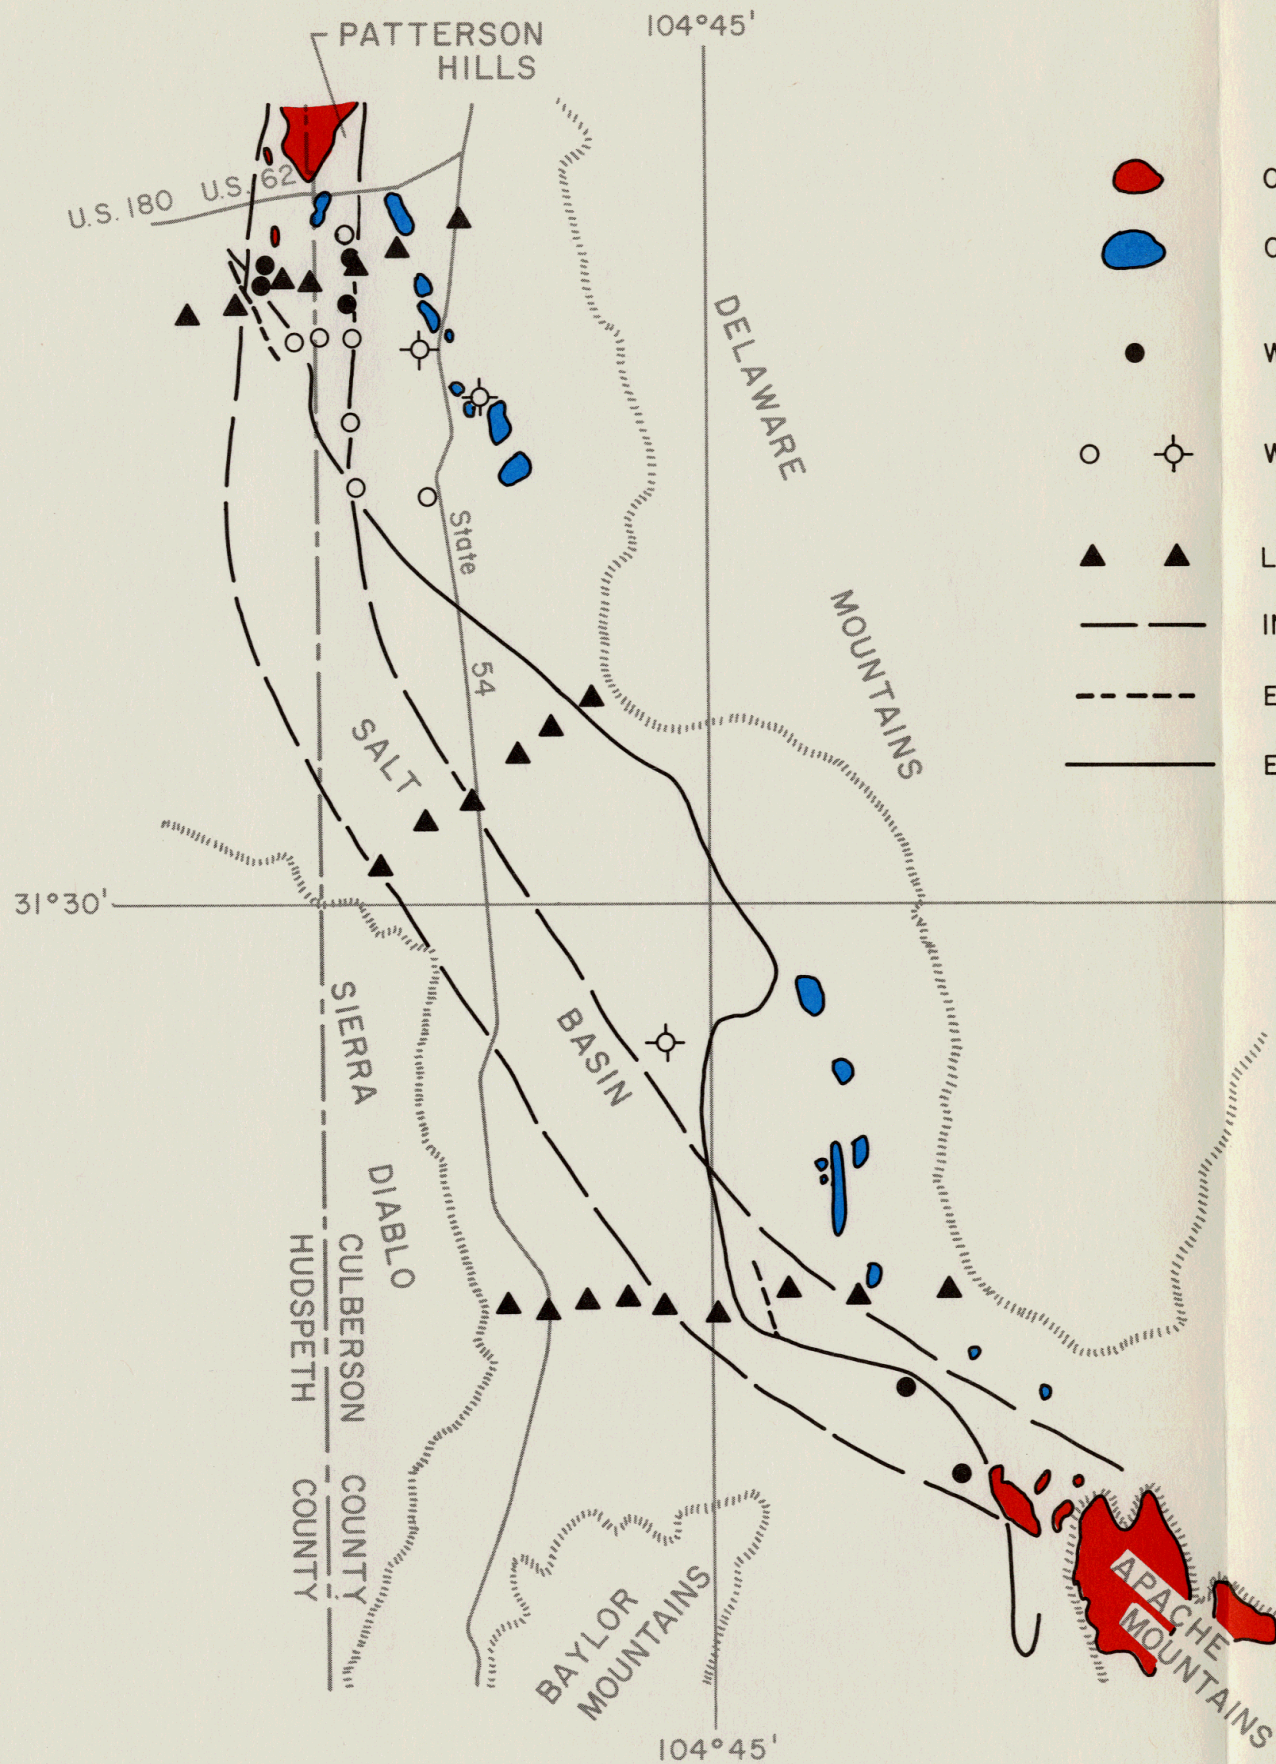 PATTERSON
HILLS
104°45'
U.S. 180 U.S. 62
DELAWARE
MOUNTAINS
State
54
SALT
BASIN
31°30'
SIERRA
DIABLO
CULBERSON COUNTY
HUDSPETH COUNTY
BAYLOR
MOUNTAINS
APACHE
MOUNTAINS
104°45'